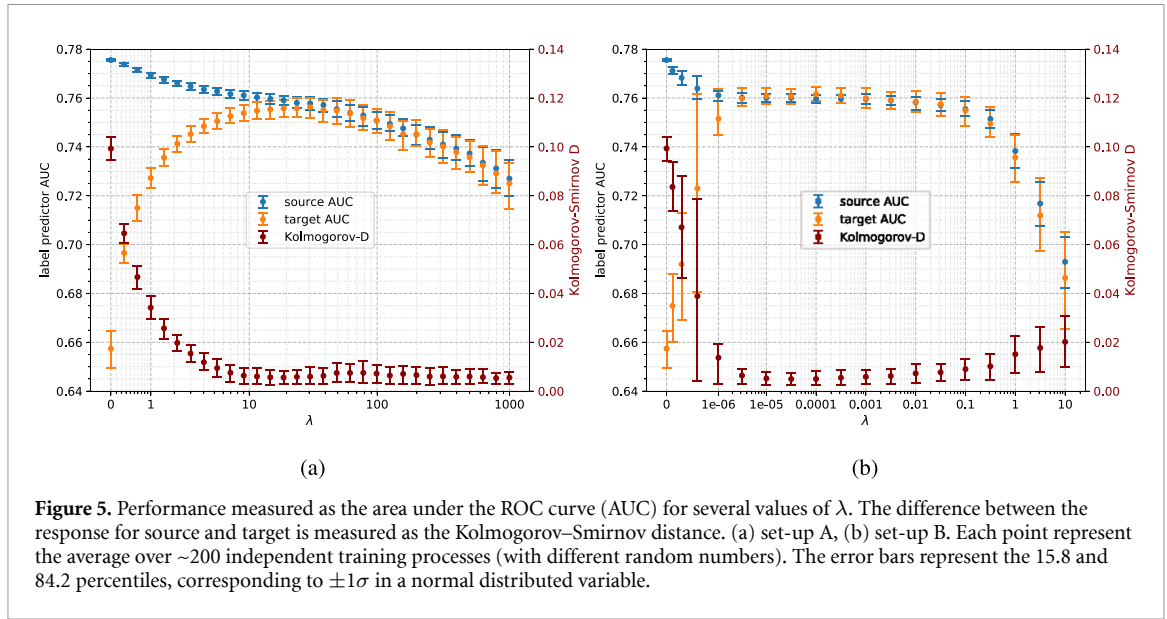 0.78
0.76
0.74
0.72
0.70
0.68
0.66
0.64
label predictor AUC
source AUC
target AUC
Kolmogorov-D
0.14
0.12
0.10
0.08
0.06
0.04
0.02
0.00
Kolmogorov-Smirnov D
0 1 10 100 1000
λ
(a)
0.78
0.76
0.74
0.72
0.70
0.68
0.66
0.64
label predictor AUC
source AUC
target AUC
Kolmogorov-D
0.14
0.12
0.10
0.08
0.06
0.04
0.02
0.00
Kolmogorov-Smirnov D
0 1e-06 1e-05 0.0001 0.001 0.01 0.1 1 10
λ
(b)
Figure 5. Performance measured as the area under the ROC curve (AUC) for several values of λ. The difference between the
response for source and target is measured as the Kolmogorov–Smirnov distance. (a) set-up A, (b) set-up B. Each point represent
the average over ~200 independent training processes (with different random numbers). The error bars represent the 15.8 and
84.2 percentiles, corresponding to ±1σ in a normal distributed variable.